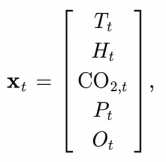 T_t
H_t
𝐱_t = [ CO_{2,t} ] ,
P_t
O_t